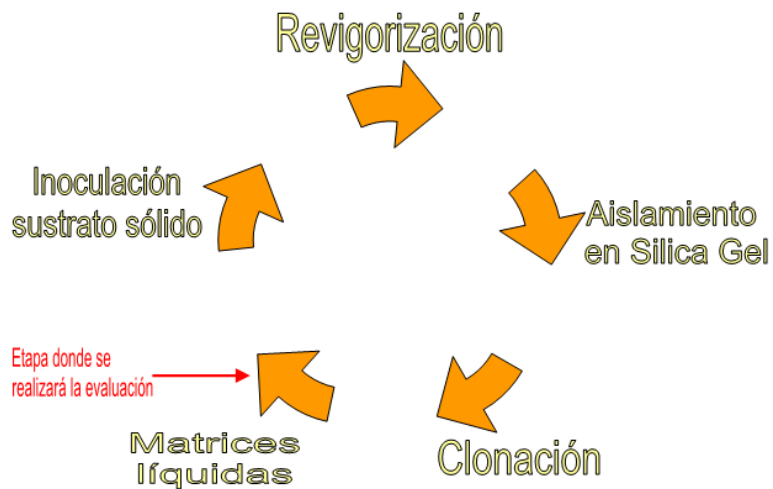 Revigorización
Inoculación
sustrato sólido
Aislamiento
en Silica Gel
Etapa donde se
realizará la evaluación
Matrices
líquidas
Clonación